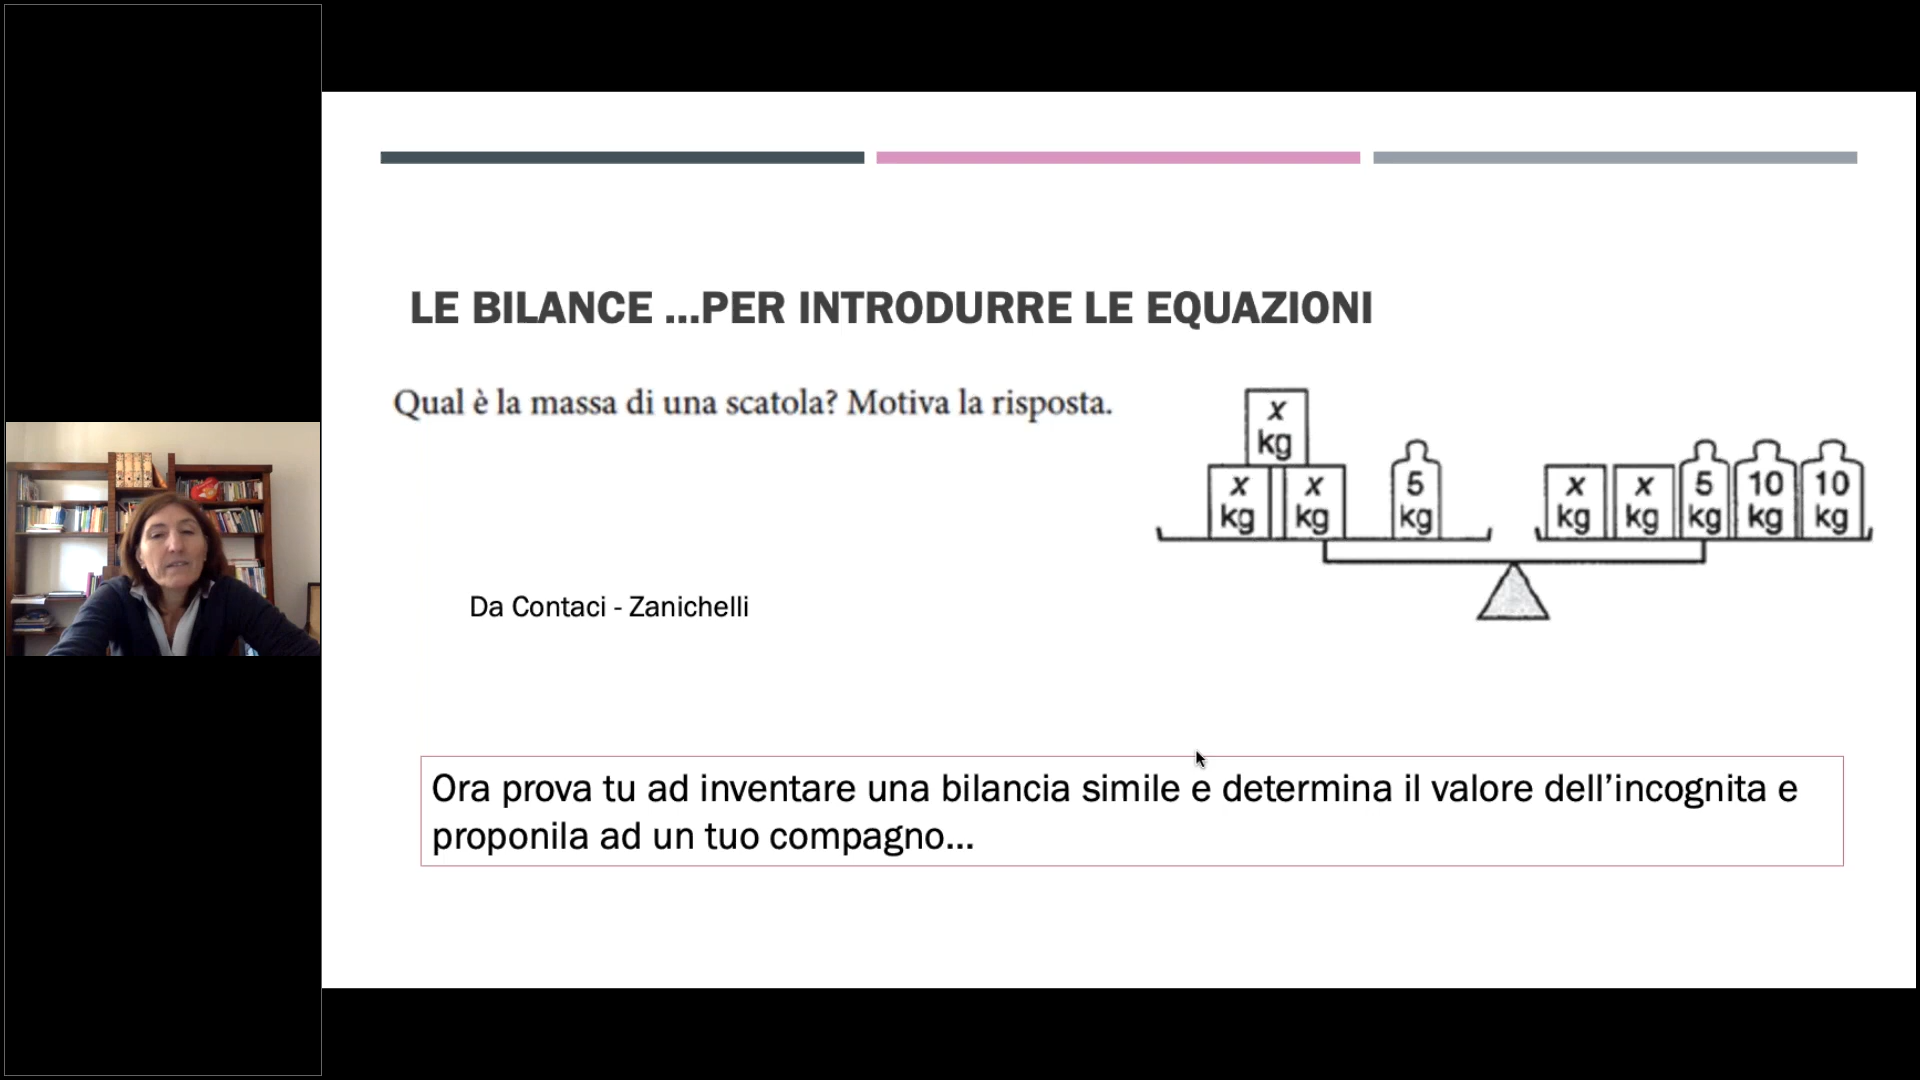 LE BILANCE ...PER INTRODURRE LE EQUAZIONI
Qual è la massa di una scatola? Motiva la risposta.
x
kg
x
kg
x
kg
5
kg
x
kg
x
kg
5
kg
10
kg
10
kg
Da Contaci - Zanichelli
Ora prova tu ad inventare una bilancia simile e determina il valore dell’incognita e
proponila ad un tuo compagno...